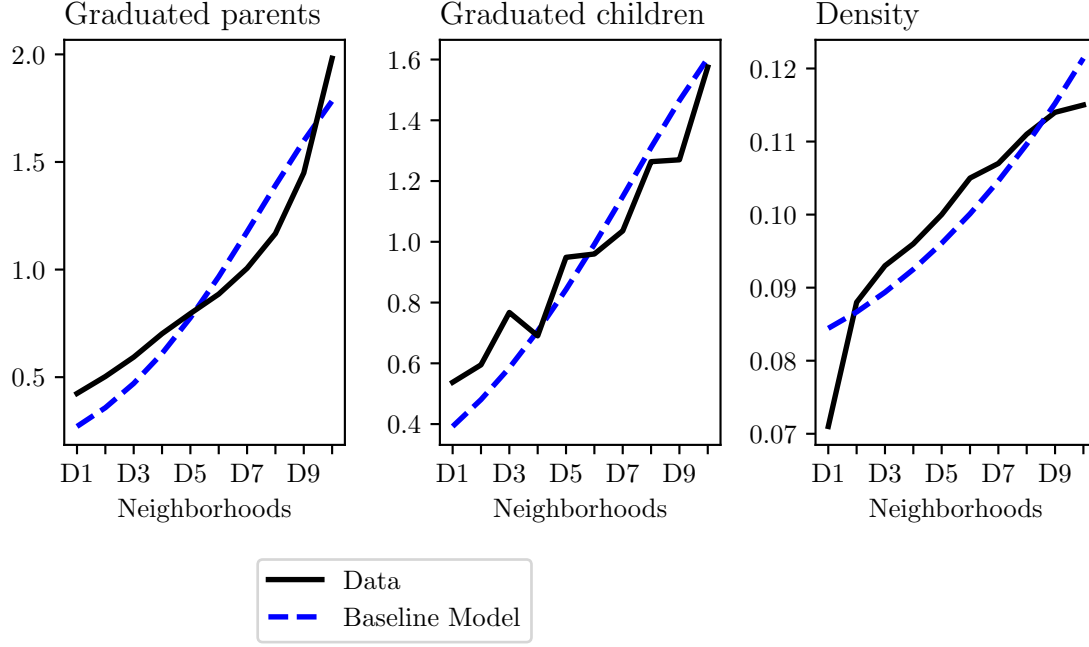 Graduated parents
2.0
1.5
1.0
0.5
D1 D3 D5 D7 D9
Neighborhoods
Graduated children
1.6
1.4
1.2
1.0
0.8
0.6
0.4
D1 D3 D5 D7 D9
Neighborhoods
Density
0.12
0.11
0.10
0.09
0.08
0.07
D1 D3 D5 D7 D9
Neighborhoods
Data
Baseline Model